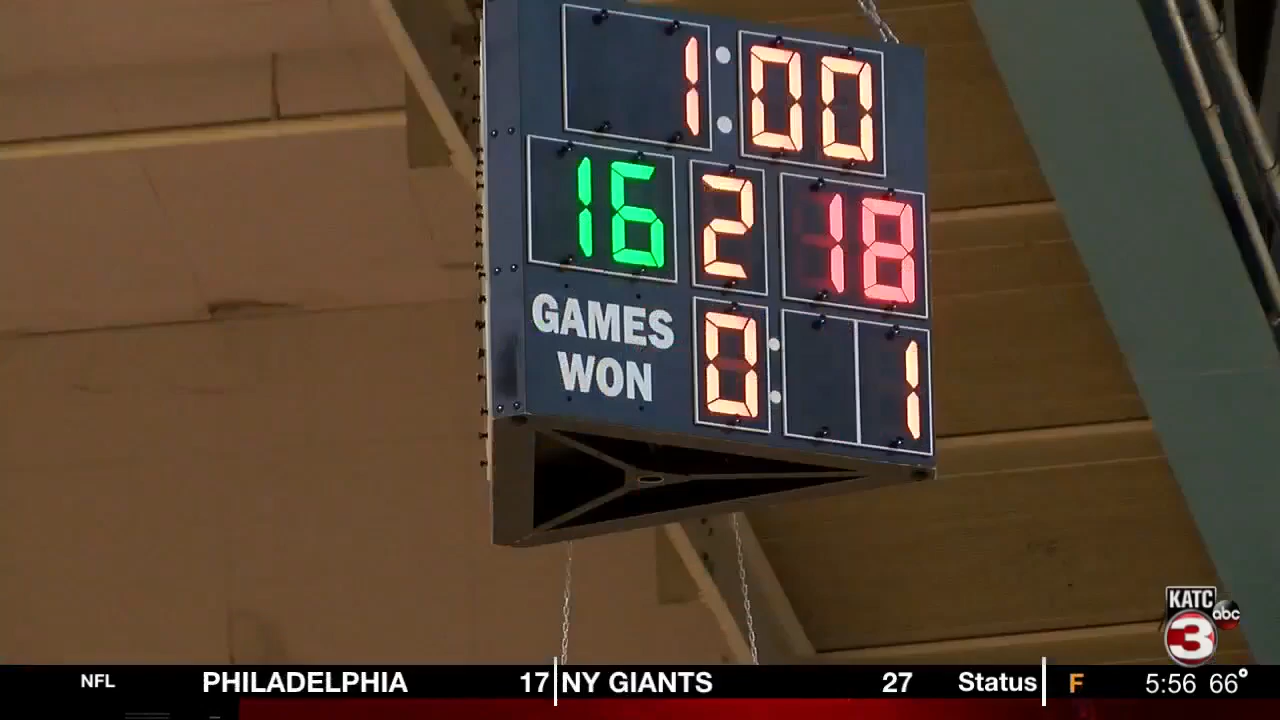 1:00
16 2 18
GAMES
WON
0: 1
KATC
abc
3
NFL PHILADELPHIA 17 NY GIANTS 27 Status F 5:56 66°